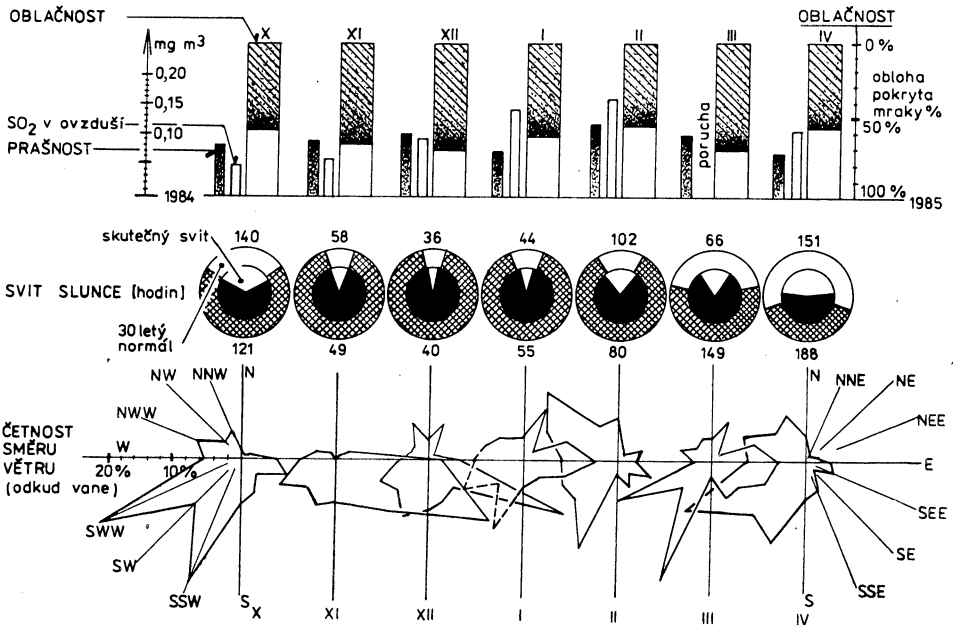 OBLAČNOST
mg m3
0,20
0,15
0,10
SO2 v ovzduší
PRAŠNOST
1984
X XI XII I II III IV
porucha
OBLAČNOST
0%
obloha
pokryta
mraky%
50%
100%
1985
skutečný svit
140 58 36 44 102 66 151
SVIT SLUNCE (hodin)
30 letý
normál
121 49 40 55 80 149 188
NW NNW N
NWW
W
ČETNOST
SMĚRU
VĚTRU
(odkud vane)
20% 10% 0%
SWW
SW
SSW
S
N NNE NE
NEE
E
SEE
SE
SSE
S
X XI XII I II III IV